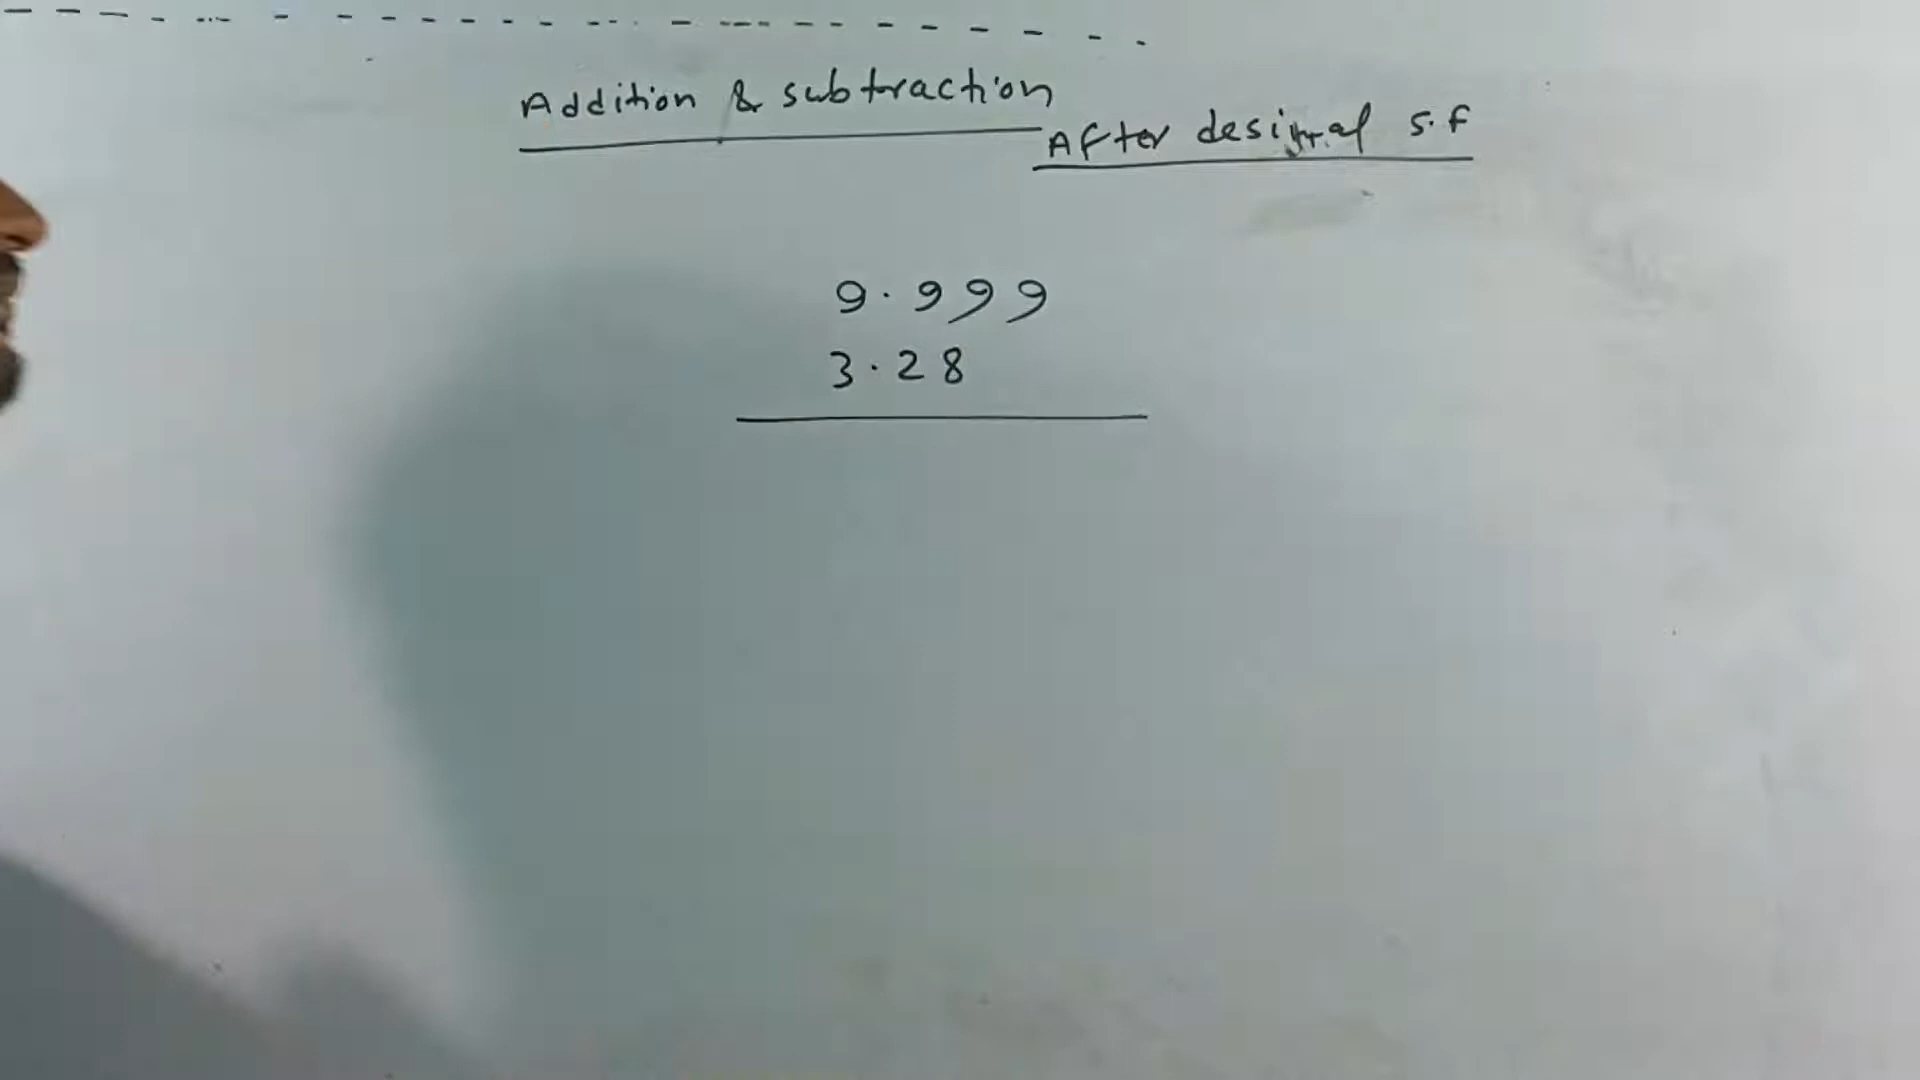 Addition & subtraction
After desimal S.F
9.999
3.28